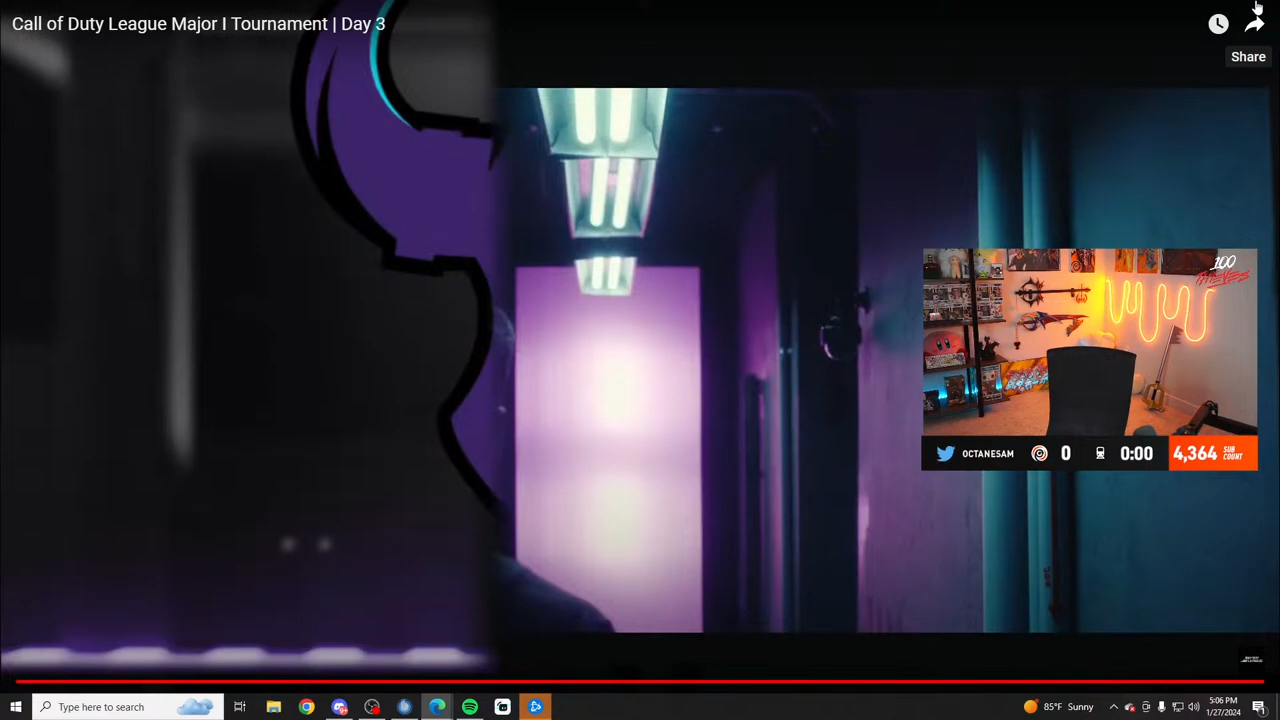 Call of Duty League Major I Tournament | Day 3
Share
100
THIEVES
OCTANESAM
0
0:00
4,364 SUB COUNT
Type here to search
85°F Sunny
5:06 PM
1/27/2024